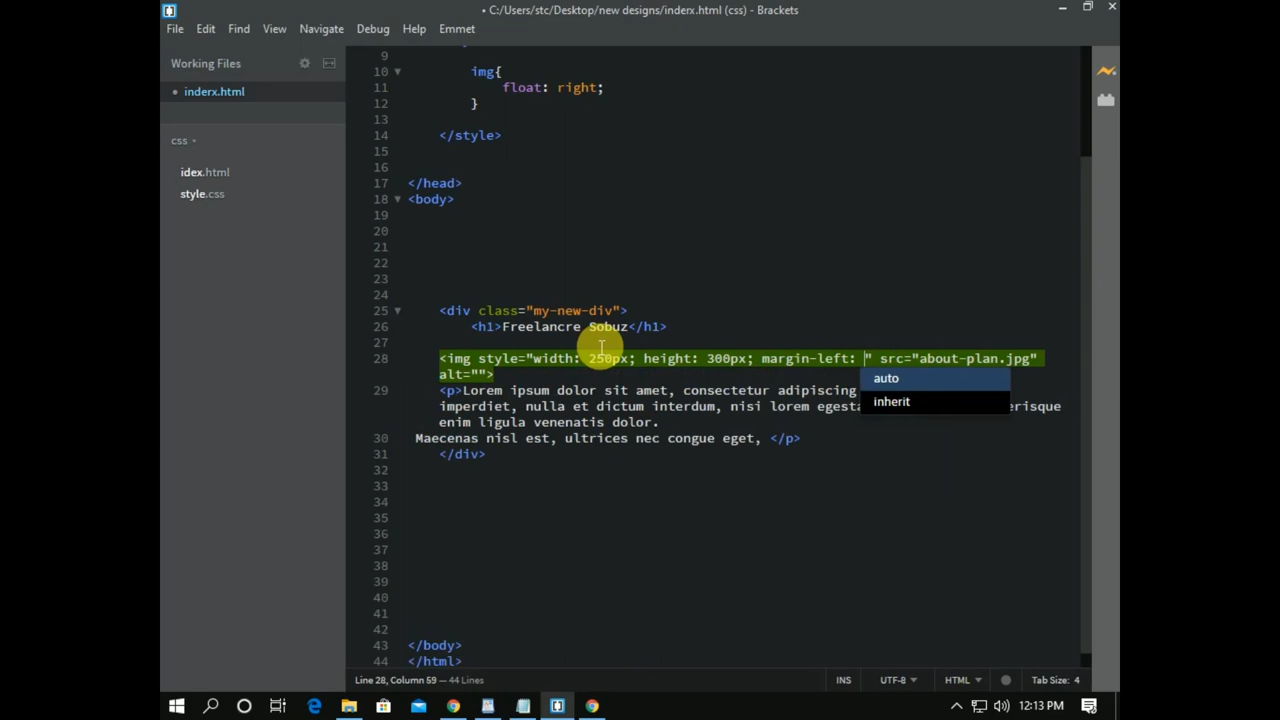 • C:/Users/stc/Desktop/new designs/inderx.html (css) - Brackets
File Edit Find View Navigate Debug Help Emmet
Working Files
• inderx.html
css
idex.html
style.css
9
10 img{
11 float: right;
12 }
13
14 </style>
15
16
17 </head>
18 <body>
19
20
21
22
23
24
25 <div class="my-new-div">
26 <h1>Freelancre Sobuz</h1>
27
28 <img style="width: 250px; height: 300px; margin-left: " src="about-plan.jpg"
alt="">
auto
inherit
29 <p>Lorem ipsum dolor sit amet, consectetur adipiscing
imperdiet, nulla et dictum interdum, nisi lorem egesta erisque
enim ligula venenatis dolor.
30 Maecenas nisl est, ultrices nec congue eget, </p>
31 </div>
32
33
34
35
36
37
38
39
40
41
42
43 </body>
44 </html>
Line 28, Column 59 — 44 Lines INS UTF-8 HTML Tab Size: 4
12:13 PM